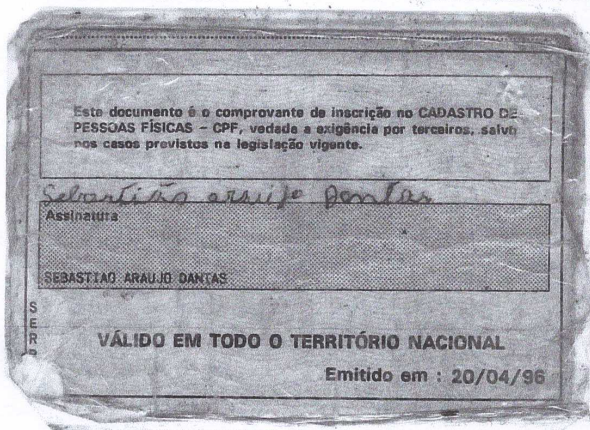 Este documento é o comprovante de inscrição no CADASTRO DE
PESSOAS FÍSICAS - CPF, vedada a exigência por terceiros, salvo
nos casos previstos na legislação vigente.
Sebastião araujo Dantas
Assinatura
SEBASTIAO ARAUJO DANTAS
S
E
R
P
VÁLIDO EM TODO O TERRITÓRIO NACIONAL
Emitido em : 20/04/96